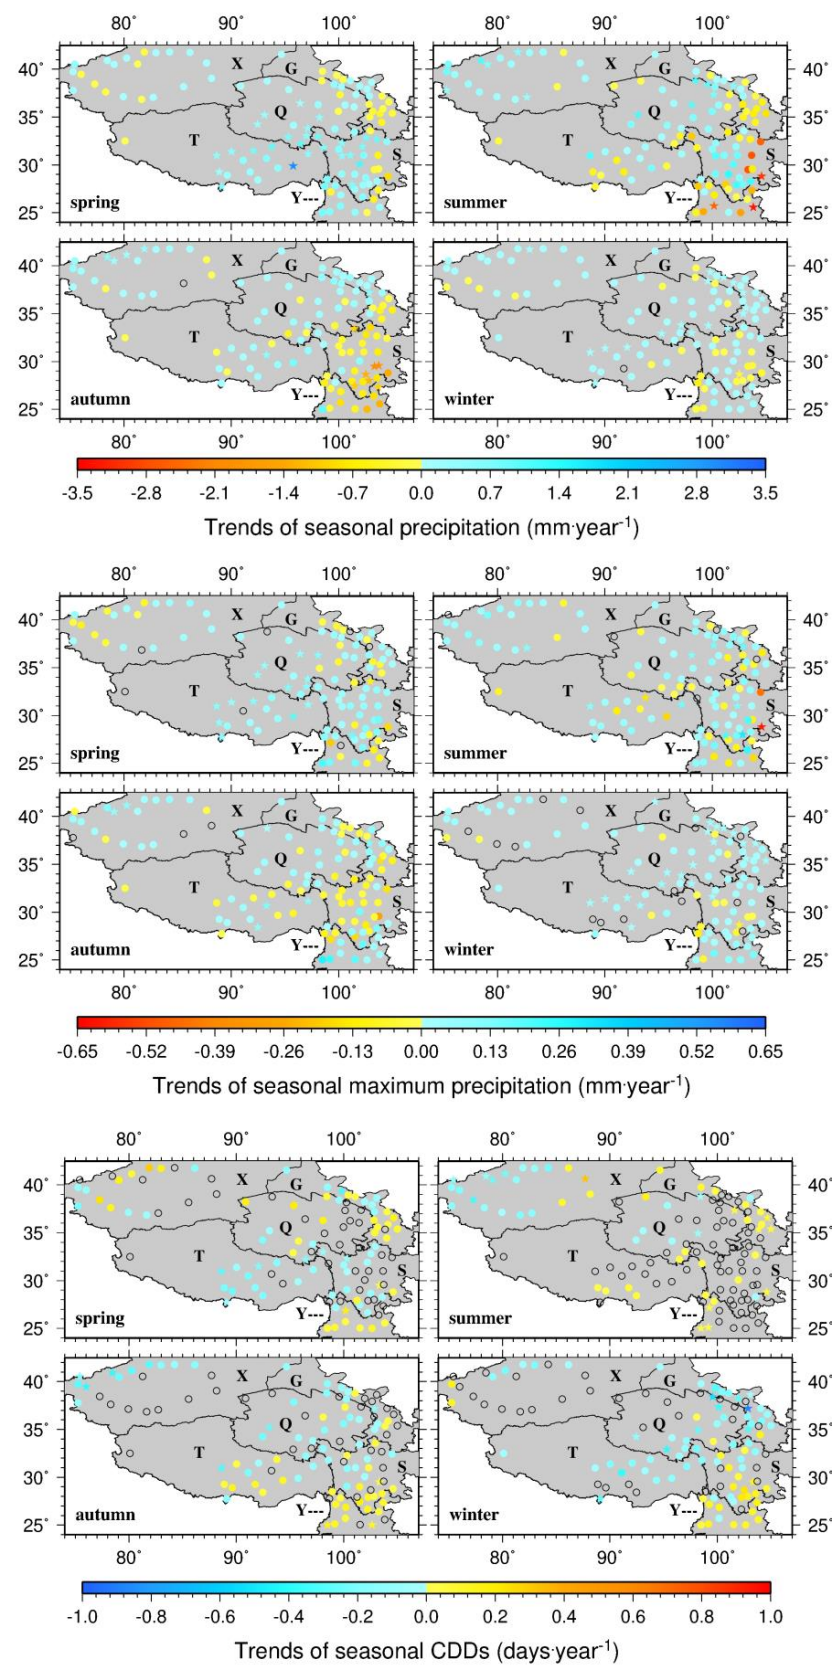 80˚ 90˚ 100˚ 80˚ 90˚ 100˚
40˚ X G X G 40˚
35˚ Q Q 35˚
30˚ T S T S 30˚
25˚ spring Y--- summer Y--- 25˚
40˚ X G X G 40˚
35˚ Q Q 35˚
30˚ T S T S 30˚
25˚ autumn Y--- winter Y--- 25˚
80˚ 90˚ 100˚ 80˚ 90˚ 100˚
-3.5 -2.8 -2.1 -1.4 -0.7 0.0 0.7 1.4 2.1 2.8 3.5
Trends of seasonal precipitation (mm·year⁻¹)
80˚ 90˚ 100˚ 80˚ 90˚ 100˚
40˚ X G X G 40˚
35˚ Q Q 35˚
30˚ T S T S 30˚
25˚ spring Y--- summer Y--- 25˚
40˚ X G X G 40˚
35˚ Q Q 35˚
30˚ T S T S 30˚
25˚ autumn Y--- winter Y--- 25˚
80˚ 90˚ 100˚ 80˚ 90˚ 100˚
-0.65 -0.52 -0.39 -0.26 -0.13 0.00 0.13 0.26 0.39 0.52 0.65
Trends of seasonal maximum precipitation (mm·year⁻¹)
80˚ 90˚ 100˚ 80˚ 90˚ 100˚
40˚ X G X G 40˚
35˚ Q Q 35˚
30˚ T S T S 30˚
25˚ spring Y--- summer Y--- 25˚
40˚ X G X G 40˚
35˚ Q Q 35˚
30˚ T S T S 30˚
25˚ autumn Y--- winter Y--- 25˚
80˚ 90˚ 100˚ 80˚ 90˚ 100˚
-1.0 -0.8 -0.6 -0.4 -0.2 0.0 0.2 0.4 0.6 0.8 1.0
Trends of seasonal CDDs (days·year⁻¹)